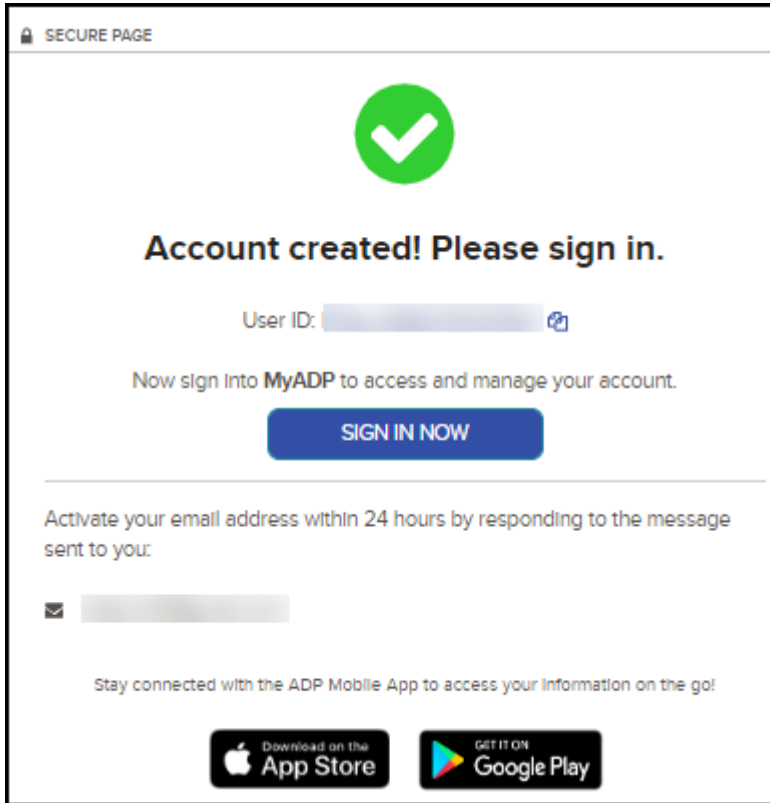 SECURE PAGE
Account created! Please sign in.
User ID:
Now sign into MyADP to access and manage your account.
SIGN IN NOW
Activate your email address within 24 hours by responding to the message
sent to you:
Stay connected with the ADP Mobile App to access your information on the go!
Download on the
App Store
GET IT ON
Google Play